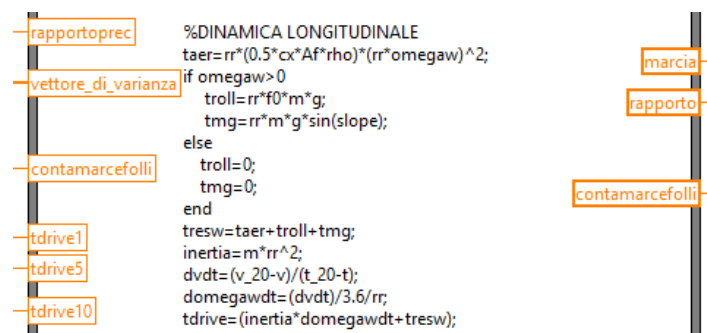 rapportoprec
vettore_di_varianza
contamarcefolli
tdrive1
tdrive5
tdrive10
%DINAMICA LONGITUDINALE
taer=rr*(0.5*cx*Af*rho)*(rr*omegaw)^2;
if omegaw>0
troll=rr*f0*m*g;
tmg=rr*m*g*sin(slope);
else
troll=0;
tmg=0;
end
tresw=taer+troll+tmg;
inertia=m*rr^2;
dvdt=(v_20-v)/(t_20-t);
domegawdt=(dvdt)/3.6/rr;
tdrive=(inertia*domegawdt+tresw);
marcia
rapporto
contamarcefolli